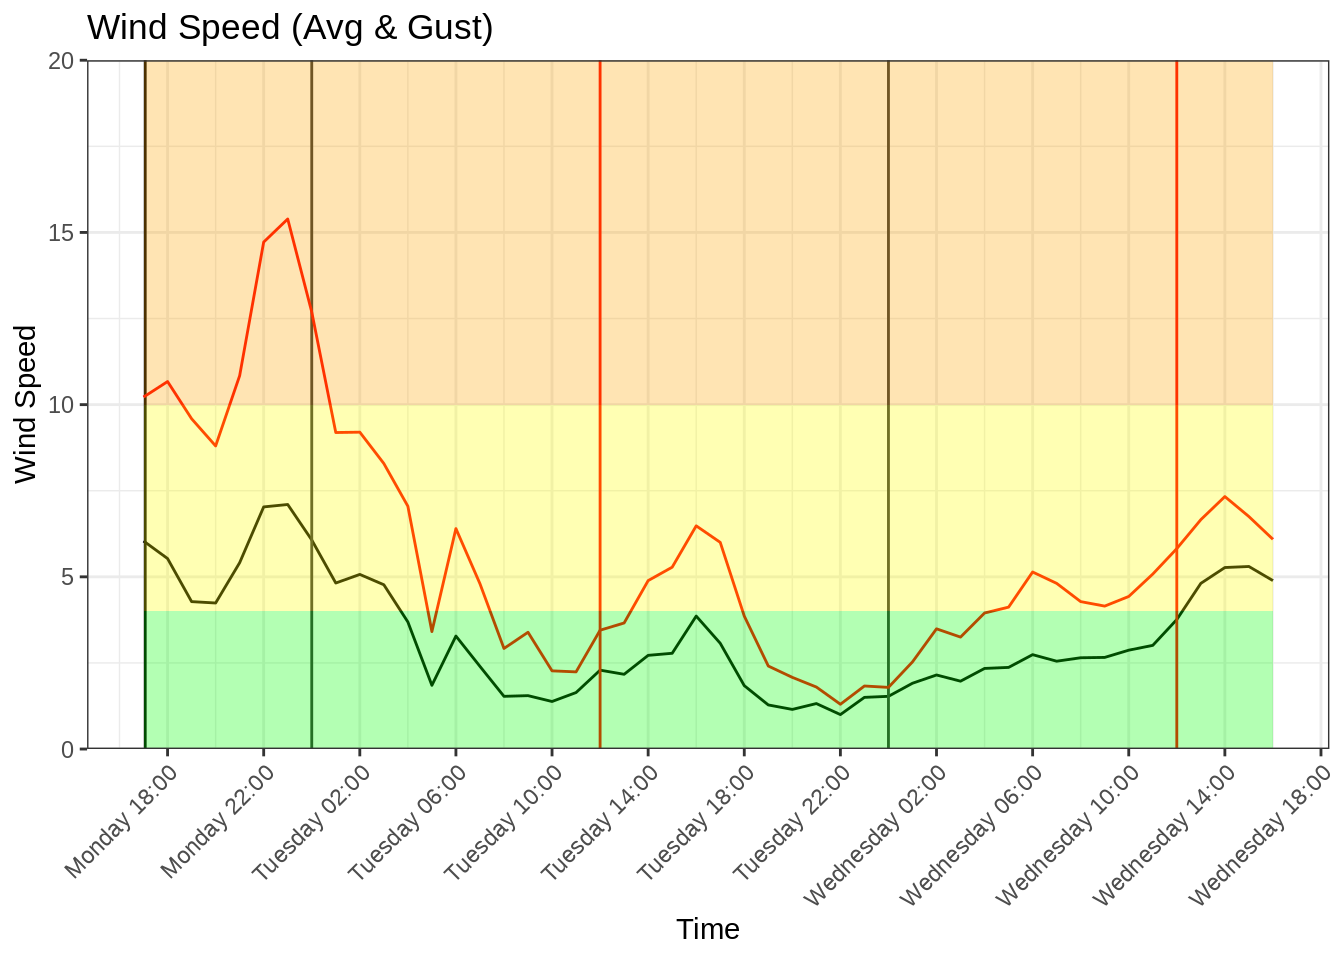 Wind Speed (Avg & Gust)
20
15
10
5
0
Wind Speed
Monday 18:00
Monday 22:00
Tuesday 02:00
Tuesday 06:00
Tuesday 10:00
Tuesday 14:00
Tuesday 18:00
Tuesday 22:00
Wednesday 02:00
Wednesday 06:00
Wednesday 10:00
Wednesday 14:00
Wednesday 18:00
Time